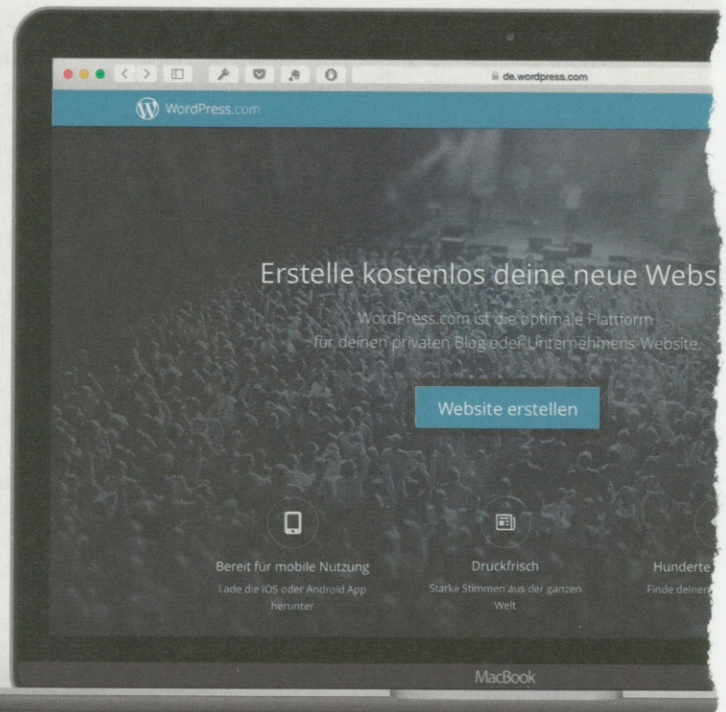 de.wordpress.com
WordPress.com
Erstelle kostenlos deine neue Webs
WordPress.com ist die optimale Plattform
für deinen privaten Blog oder Unternehmens-Website.
Website erstellen
Bereit für mobile Nutzung
Lade die iOS oder Android App
herunter
Druckfrisch
Starke Stimmen aus der ganzen
Welt
Hunderte
Finde deinen
MacBook